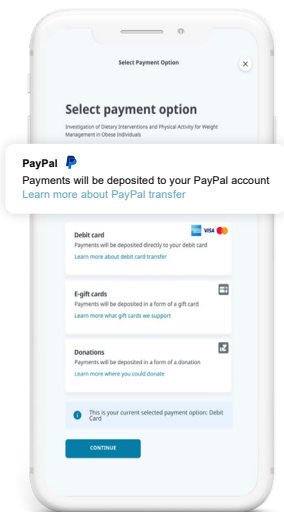 Select Payment Option
Select payment option
Investigation of Dietary Interventions and Physical Activity for Weight
Management in Obese Individuals
PayPal
Payments will be deposited to your PayPal account
Learn more about PayPal transfer
Debit card
VISA
Payments will be deposited directly to your debit card
Learn more about debit card transfer
E-gift cards
Payments will be deposited in a form of a gift card
Learn more what gift cards we support
Donations
Payments will be deposited in a form of a donation
Learn more where you could donate
This is your current selected payment option: Debit
Card
CONTINUE